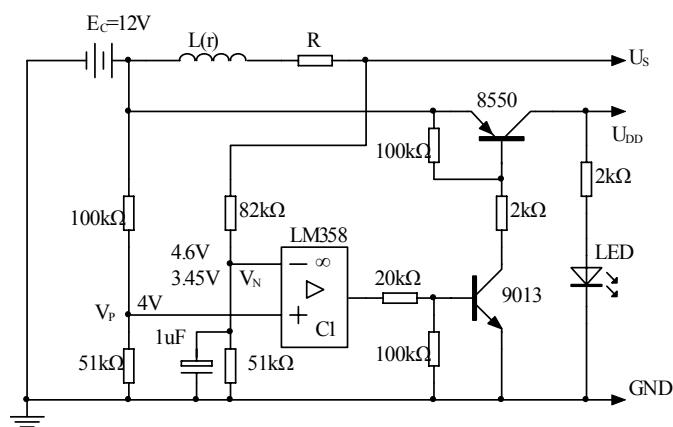 E_C=12V
L(r)
R
U_S
8550
U_DD
100kΩ
2kΩ
100kΩ
82kΩ
2kΩ
LM358
LED
4.6V
3.45V
V_N
∞
20kΩ
9013
V_P
4V
− ▷ +
C1
1uF
100kΩ
51kΩ
51kΩ
GND